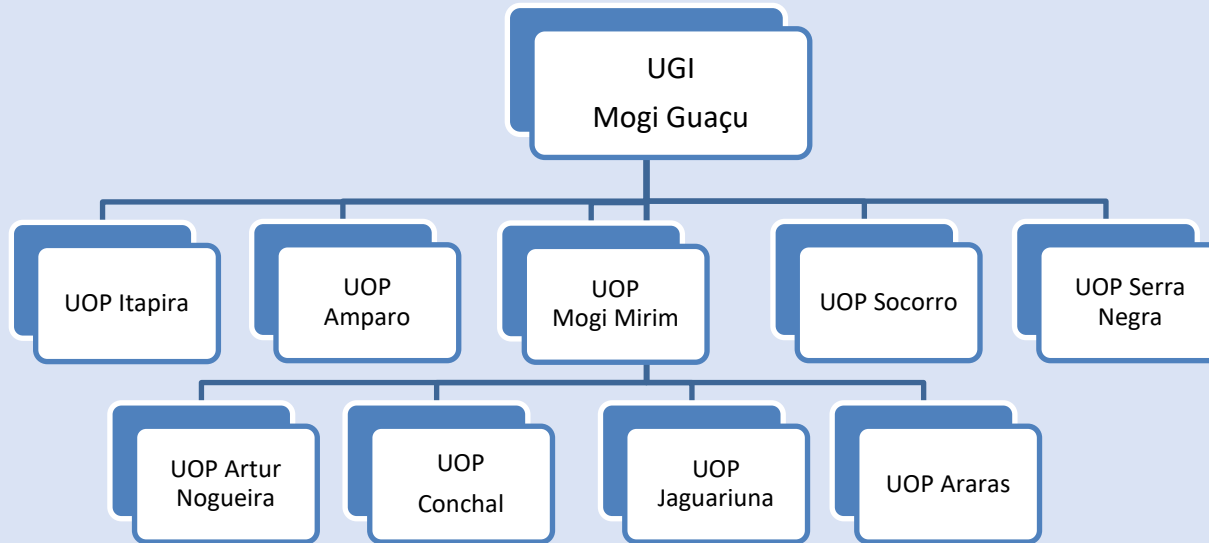 UGI
Mogi Guaçu
UOP Itapira
UOP
Amparo
UOP
Mogi Mirim
UOP Socorro
UOP Serra
Negra
UOP Artur
Nogueira
UOP
Conchal
UOP
Jaguariuna
UOP Araras